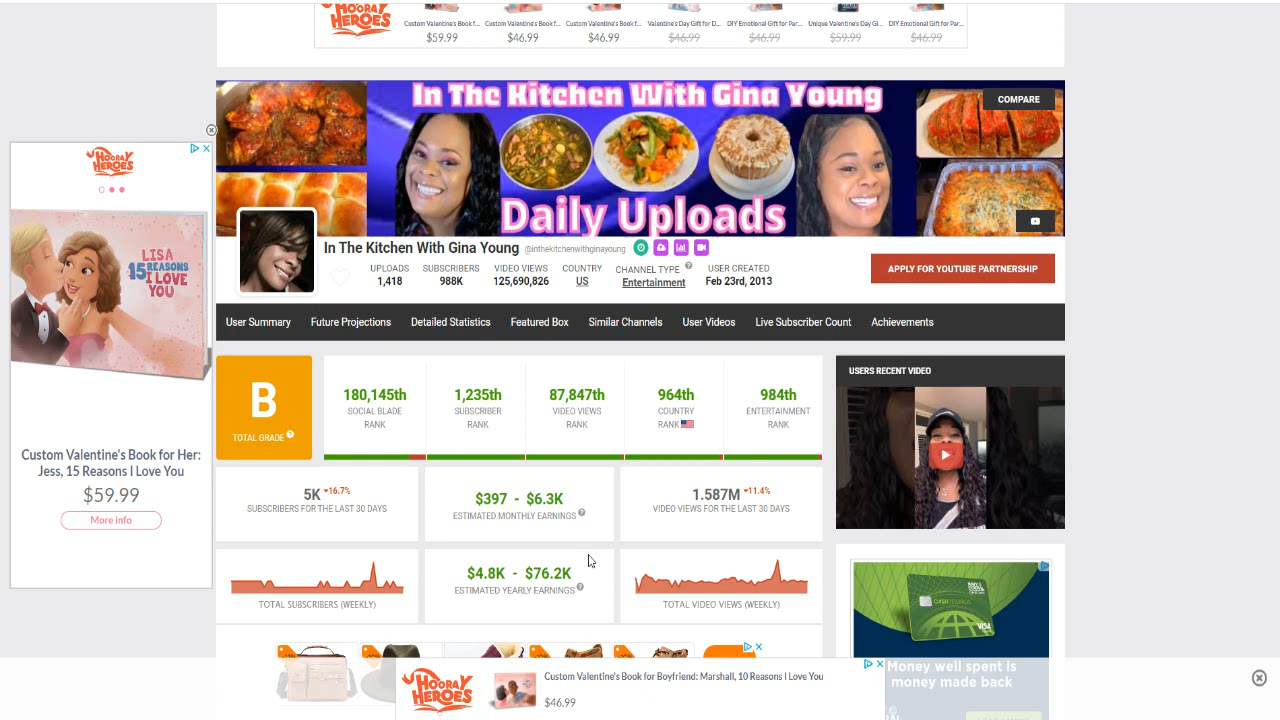 HOORAY HEROES
Custom Valentine's Book f... Custom Valentine's Book f... Custom Valentine's Book f... Valentine's Day Gift for D... DIY Emotional Gift for Par... Unique Valentine's Day Gi... DIY Emotional Gift for Par...
$59.99 $46.99 $46.99 $46.99 $46.99 $59.99 $46.99
In The Kitchen With Gina Young
COMPARE
Daily Uploads
HOORAY HEROES
LISA
15 REASONS
I LOVE
YOU
Custom Valentine's Book for Her:
Jess, 15 Reasons I Love You
$59.99
More info
In The Kitchen With Gina Young @inthekitchenwithginayoung
UPLOADS SUBSCRIBERS VIDEO VIEWS COUNTRY CHANNEL TYPE USER CREATED
1,418 988K 125,690,826 US Entertainment Feb 23rd, 2013
APPLY FOR YOUTUBE PARTNERSHIP
User Summary Future Projections Detailed Statistics Featured Box Similar Channels User Videos Live Subscriber Count Achievements
B
TOTAL GRADE
180,145th 1,235th 87,847th 964th 984th
SOCIAL BLADE SUBSCRIBER VIDEO VIEWS COUNTRY ENTERTAINMENT
RANK RANK RANK RANK RANK
USERS RECENT VIDEO
5K 16.7%
SUBSCRIBERS FOR THE LAST 30 DAYS
$397 - $6.3K
ESTIMATED MONTHLY EARNINGS
1.587M 11.4%
VIDEO VIEWS FOR THE LAST 30 DAYS
TOTAL SUBSCRIBERS (WEEKLY)
$4.8K - $76.2K
ESTIMATED YEARLY EARNINGS
TOTAL VIDEO VIEWS (WEEKLY)
CASHREWARDS
VISA
Money well spent is
money made back
HOORAY HEROES
Custom Valentine's Book for Boyfriend: Marshall, 10 Reasons I Love You
$46.99